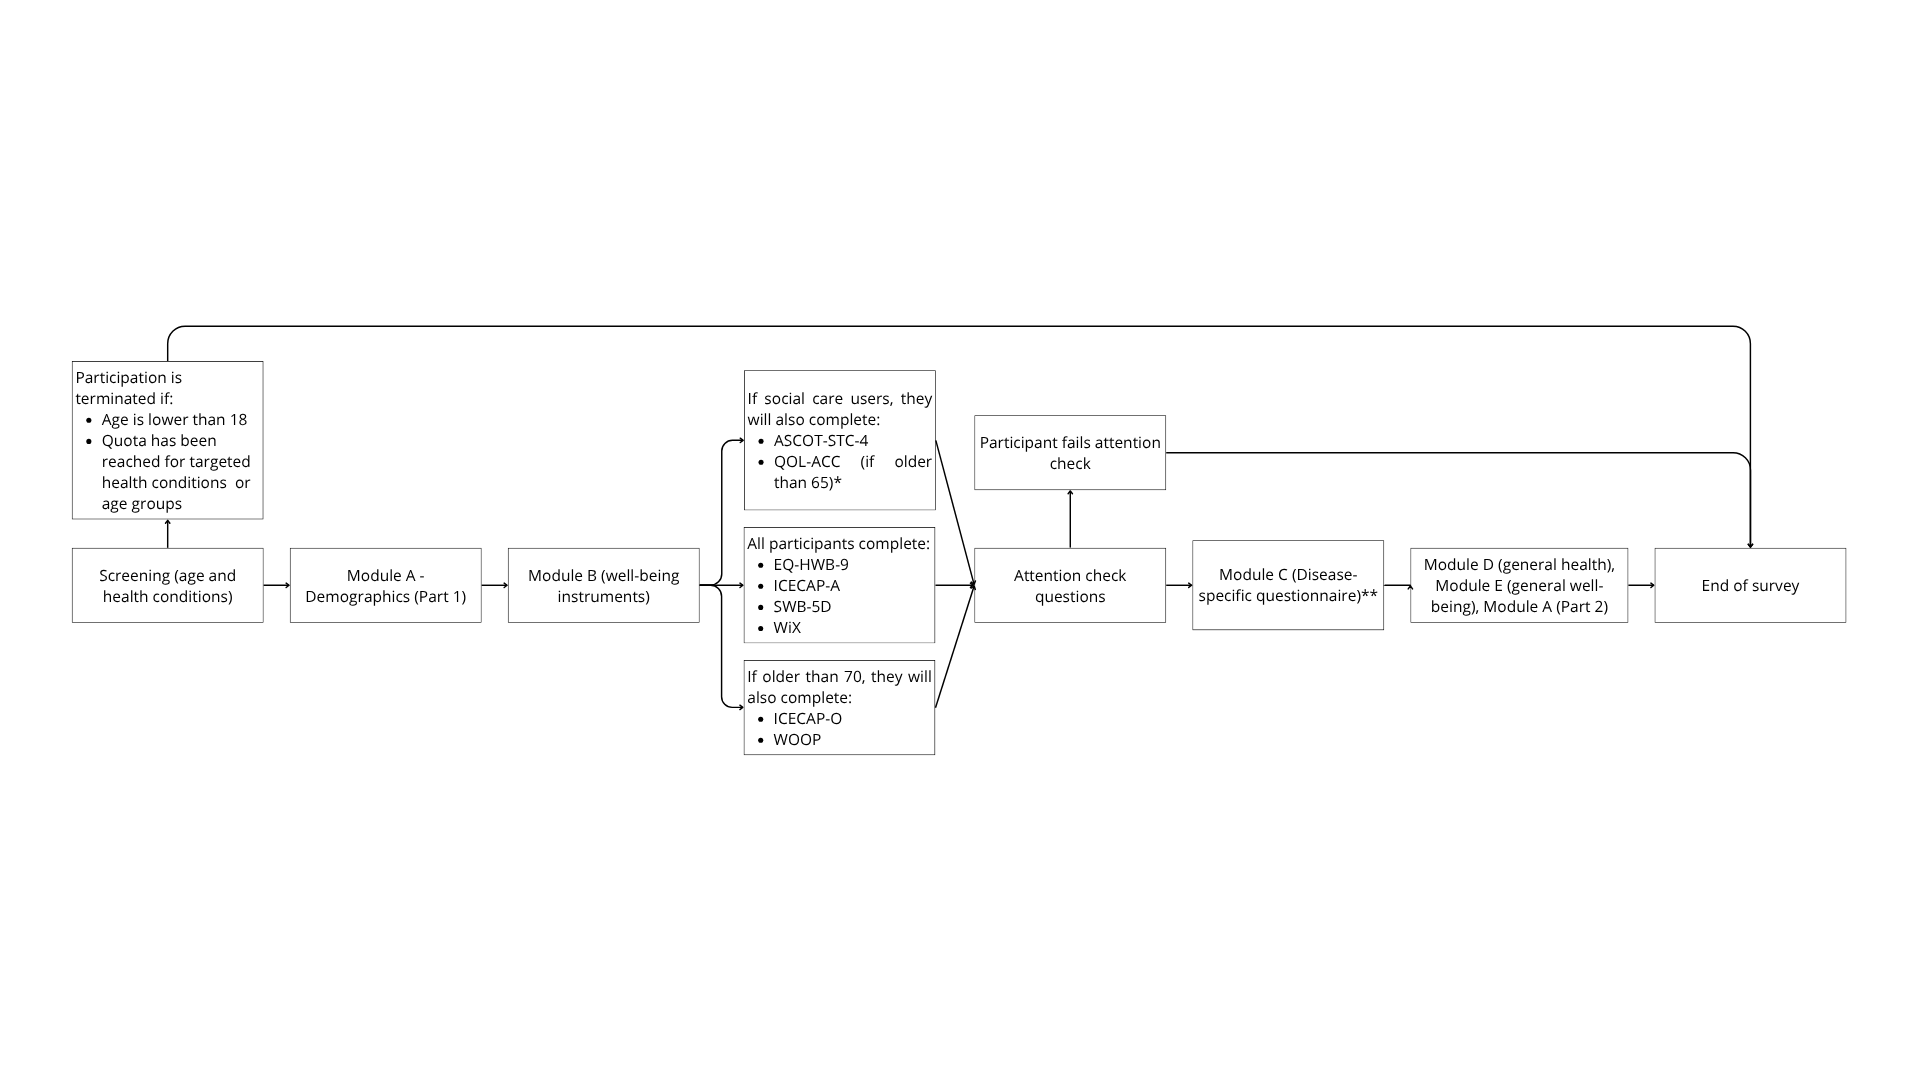 Participation is
terminated if:
• Age is lower than 18
• Quota has been
reached for targeted
health conditions or
age groups
Screening (age and
health conditions)
Module A -
Demographics (Part 1)
Module B (well-being
instruments)
If social care users, they
will also complete:
• ASCOT-STC-4
• QOL-ACC (if older
than 65)*
All participants complete:
• EQ-HWB-9
• ICECAP-A
• SWB-5D
• WiX
If older than 70, they will
also complete:
• ICECAP-O
• WOOP
Participant fails attention
check
Attention check
questions
Module C (Disease-
specific questionnaire)**
Module D (general health),
Module E (general well-
being), Module A (Part 2)
End of survey